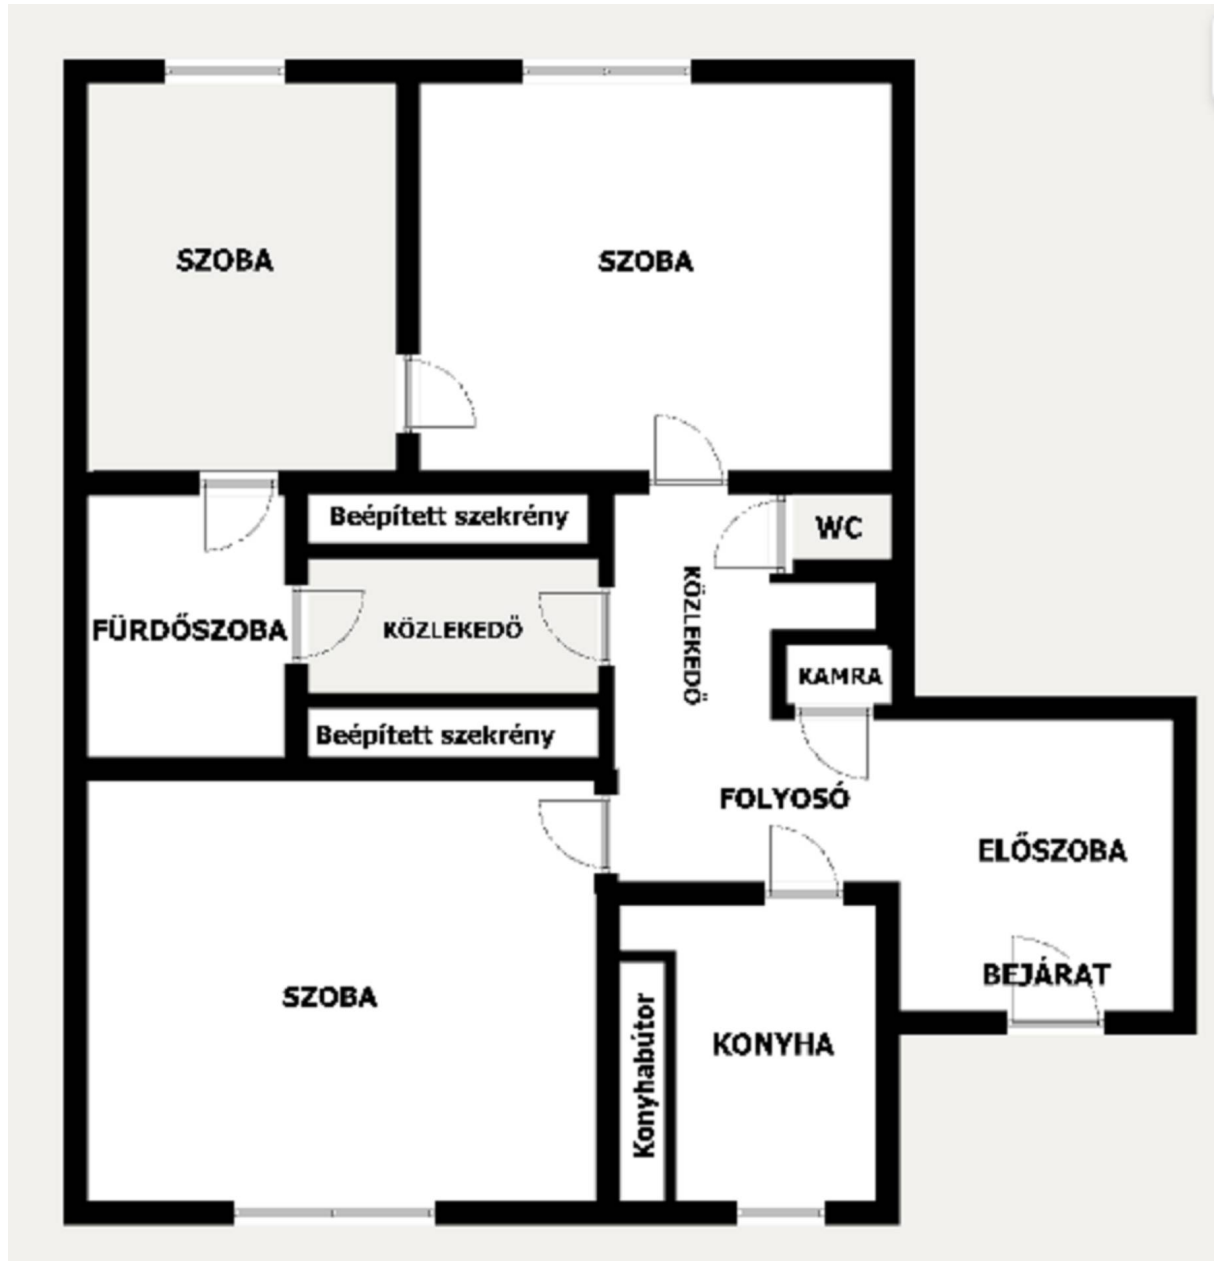 SZOBA
SZOBA
Beépített szekrény
WC
KÖZLEKEDŐ
FÜRDŐSZOBA
KÖZLEKEDŐ
KAMRA
Beépített szekrény
FOLYOSÓ
ELŐSZOBA
BEJÁRAT
SZOBA
Konyhabútor
KONYHA